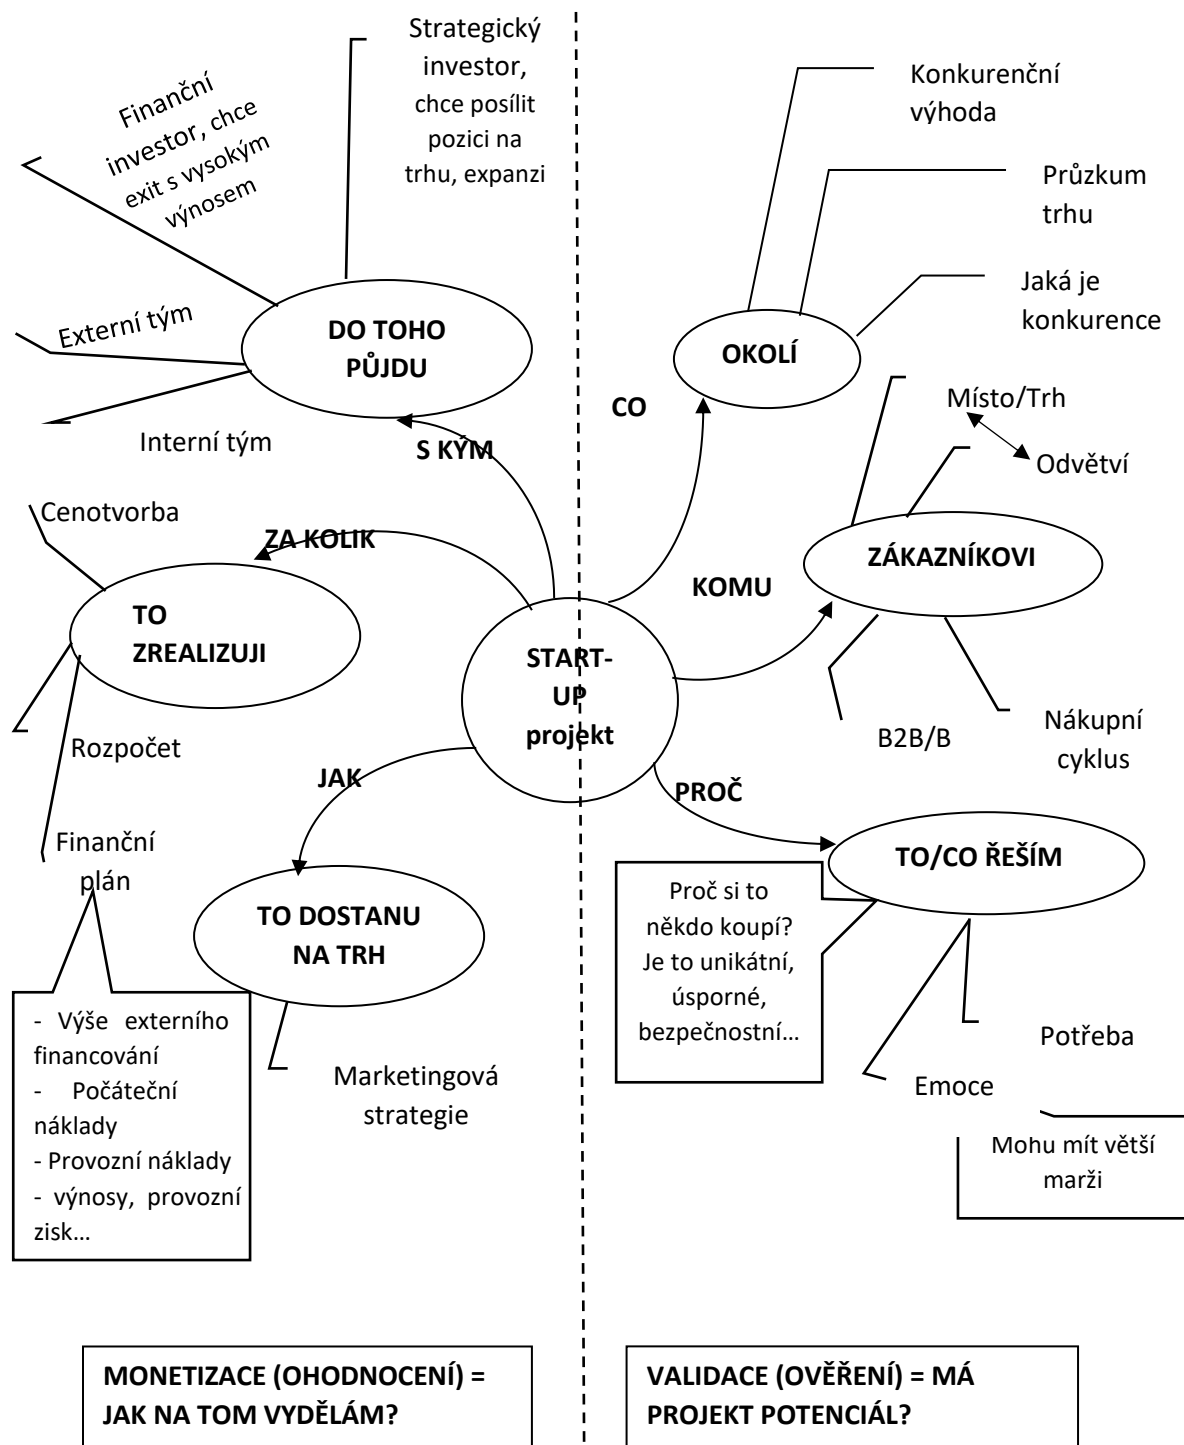 Strategický
investor,
chce posílit
pozici na
trhu, expanzi
Finanční
investor, chce
exit s vysokým
výnosem
Externí tým
Interní tým
DO TOHO
PŮJDU
S KÝM
Cenotvorba
ZA KOLIK
TO
ZREALIZUJI
Rozpočet
Finanční
plán
- Výše externího
financování
- Počáteční
náklady
- Provozní náklady
- výnosy, provozní
zisk…
JAK
TO DOSTANU
NA TRH
Marketingová
strategie
START-
UP
projekt
Konkurenční
výhoda
Průzkum
trhu
Jaká je
konkurence
OKOLÍ
CO
Místo/Trh
Odvětví
ZÁKAZNÍKOVI
KOMU
B2B/B
Nákupní
cyklus
PROČ
TO/CO ŘEŠÍM
Proč si to
někdo koupí?
Je to unikátní,
úsporné,
bezpečnostní…
Potřeba
Emoce
Mohu mít větší
marži
MONETIZACE (OHODNOCENÍ) =
JAK NA TOM VYDĚLÁM?
VALIDACE (OVĚŘENÍ) = MÁ
PROJEKT POTENCIÁL?